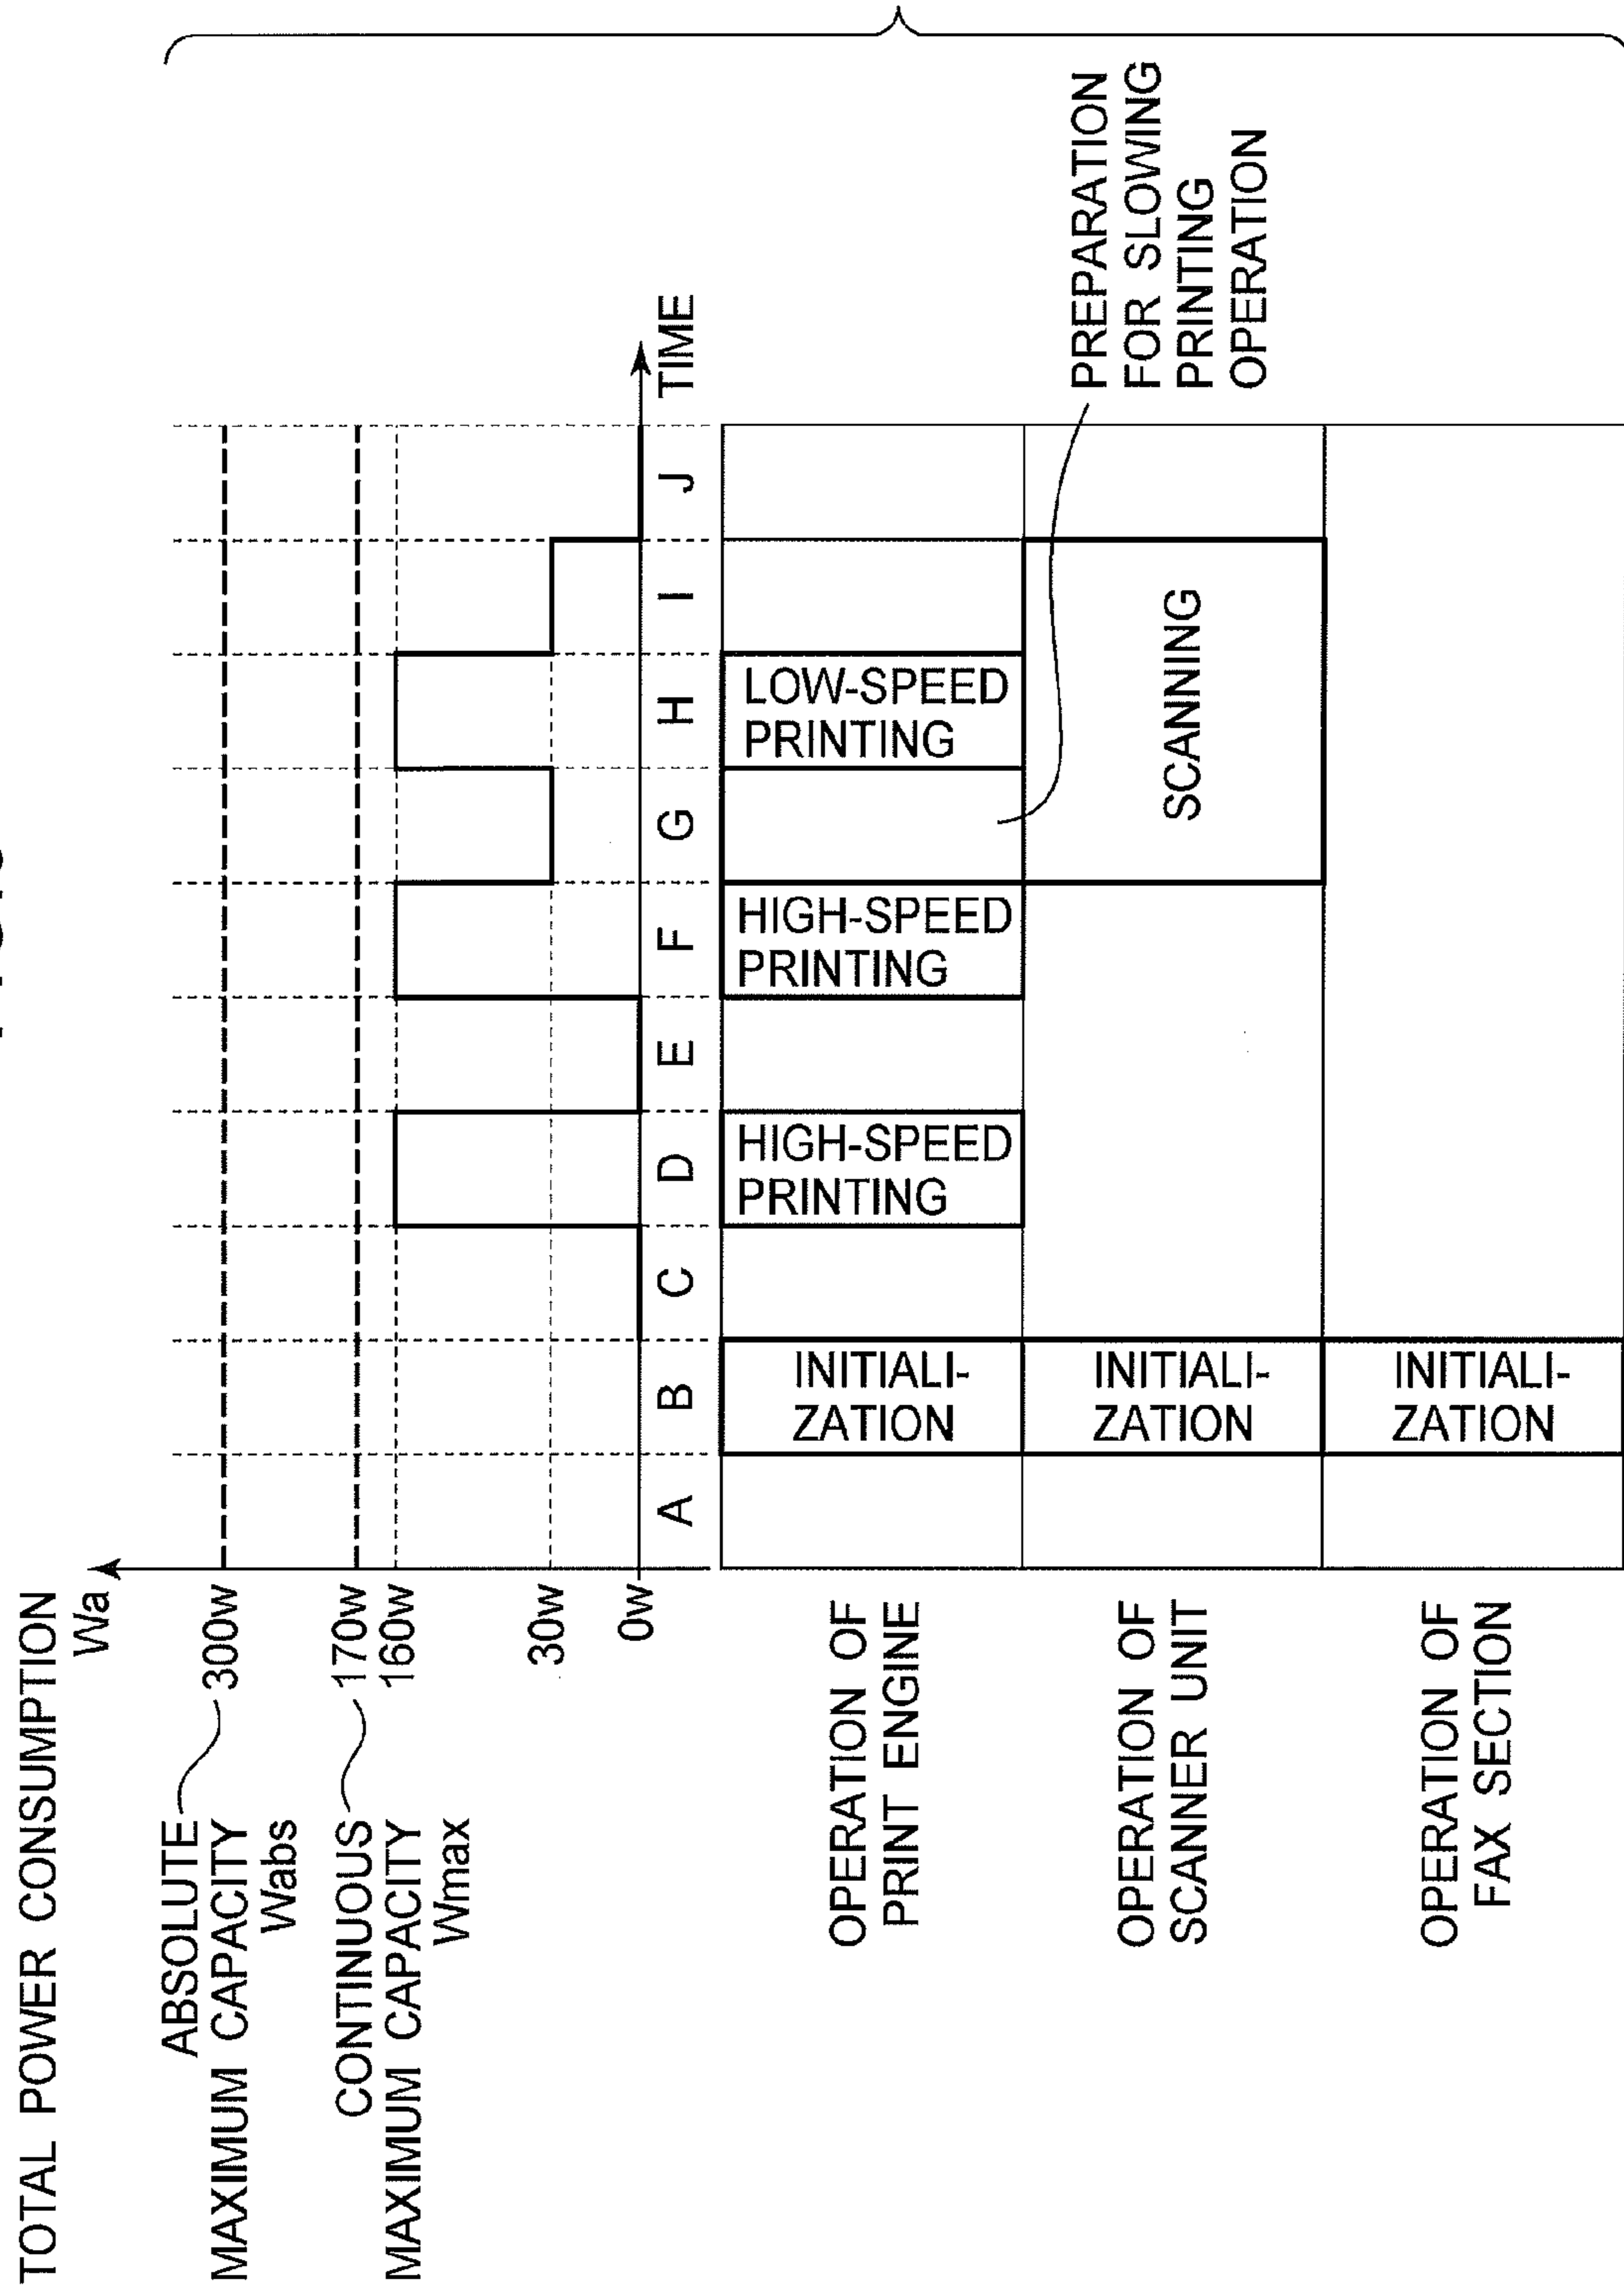 TOTAL POWER CONSUMPTION
Wa
ABSOLUTE
MAXIMUM CAPACITY
Wabs
300w
CONTINUOUS
MAXIMUM CAPACITY
Wmax
170w
160w
30w
0w
A B C D E F G H I J TIME
OPERATION OF
PRINT ENGINE
INITIALI-
ZATION
HIGH-SPEED
PRINTING
HIGH-SPEED
PRINTING
LOW-SPEED
PRINTING
PREPARATION
FOR SLOWING
PRINTING
OPERATION
OPERATION OF
SCANNER UNIT
INITIALI-
ZATION
SCANNING
OPERATION OF
FAX SECTION
INITIALI-
ZATION